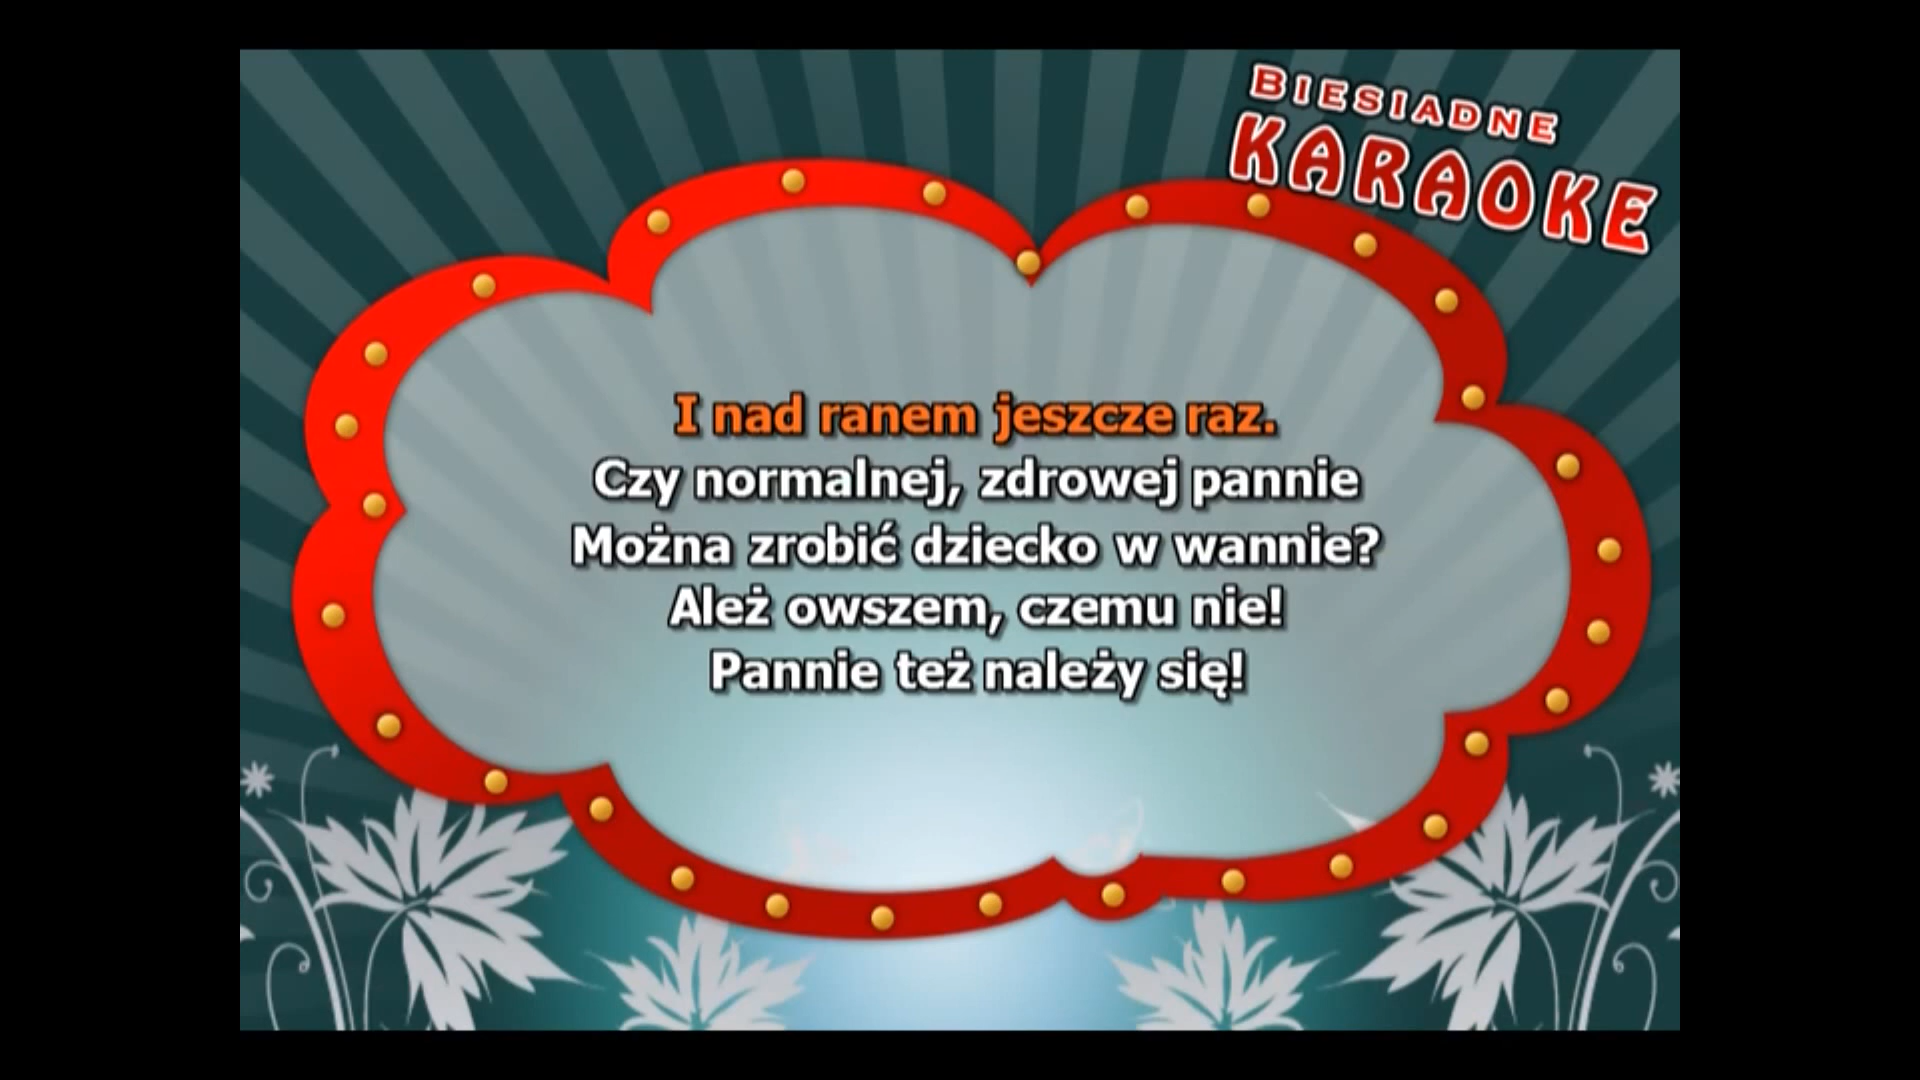 BIESIADNE
KARAOKE
I nad ranem jeszcze raz.
Czy normalnej, zdrowej pannie
Można zrobić dziecko w wannie?
Ależ owszem, czemu nie!
Pannie też należy się!